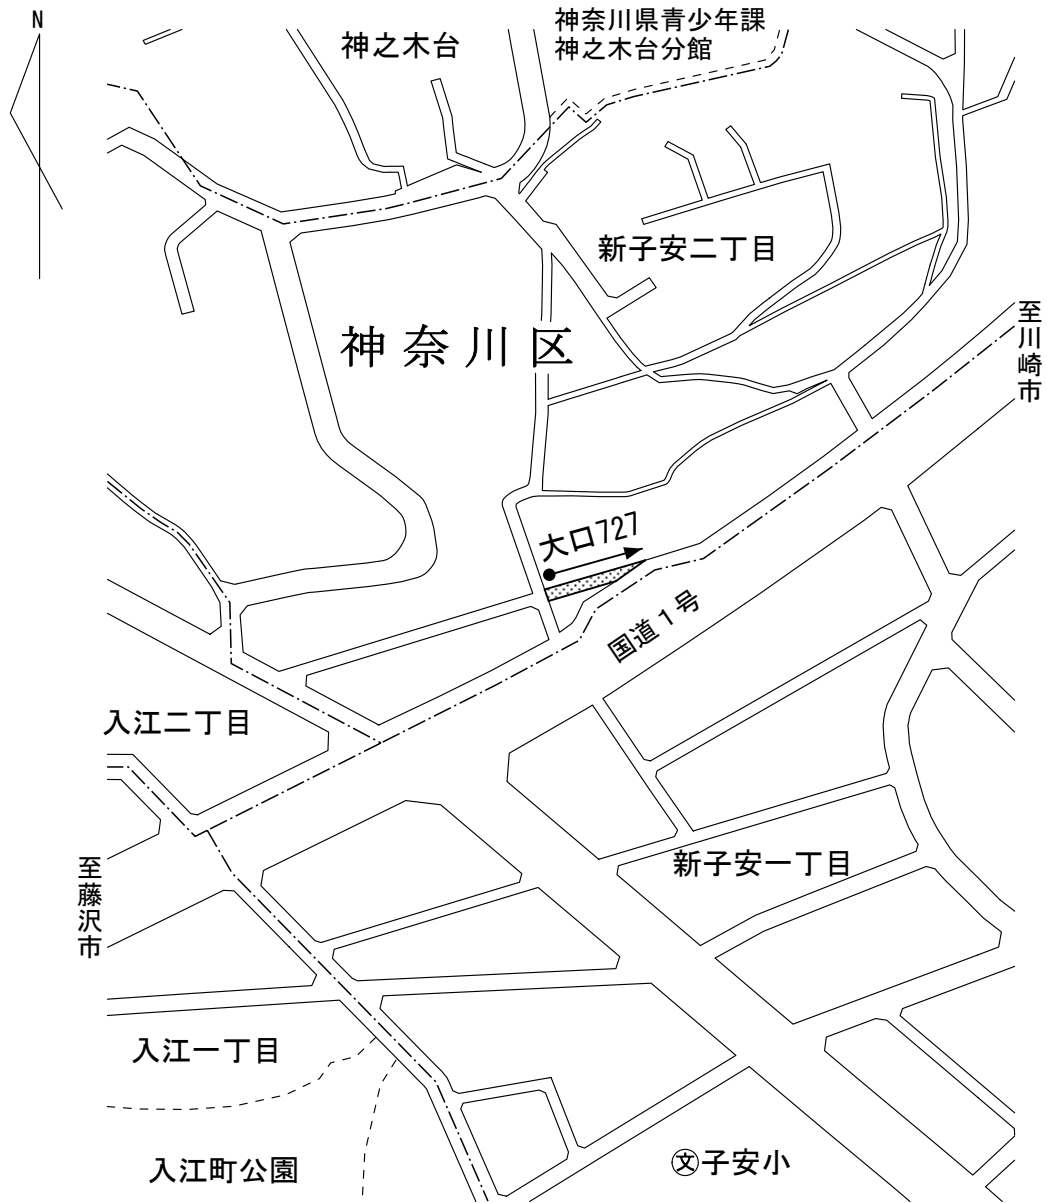 N
神之木台
神奈川県青少年課
神之木台分館
新子安二丁目
神奈川区
至川崎市
大口727
国道1号
入江二丁目
新子安一丁目
至藤沢市
入江一丁目
入江町公園
文子安小